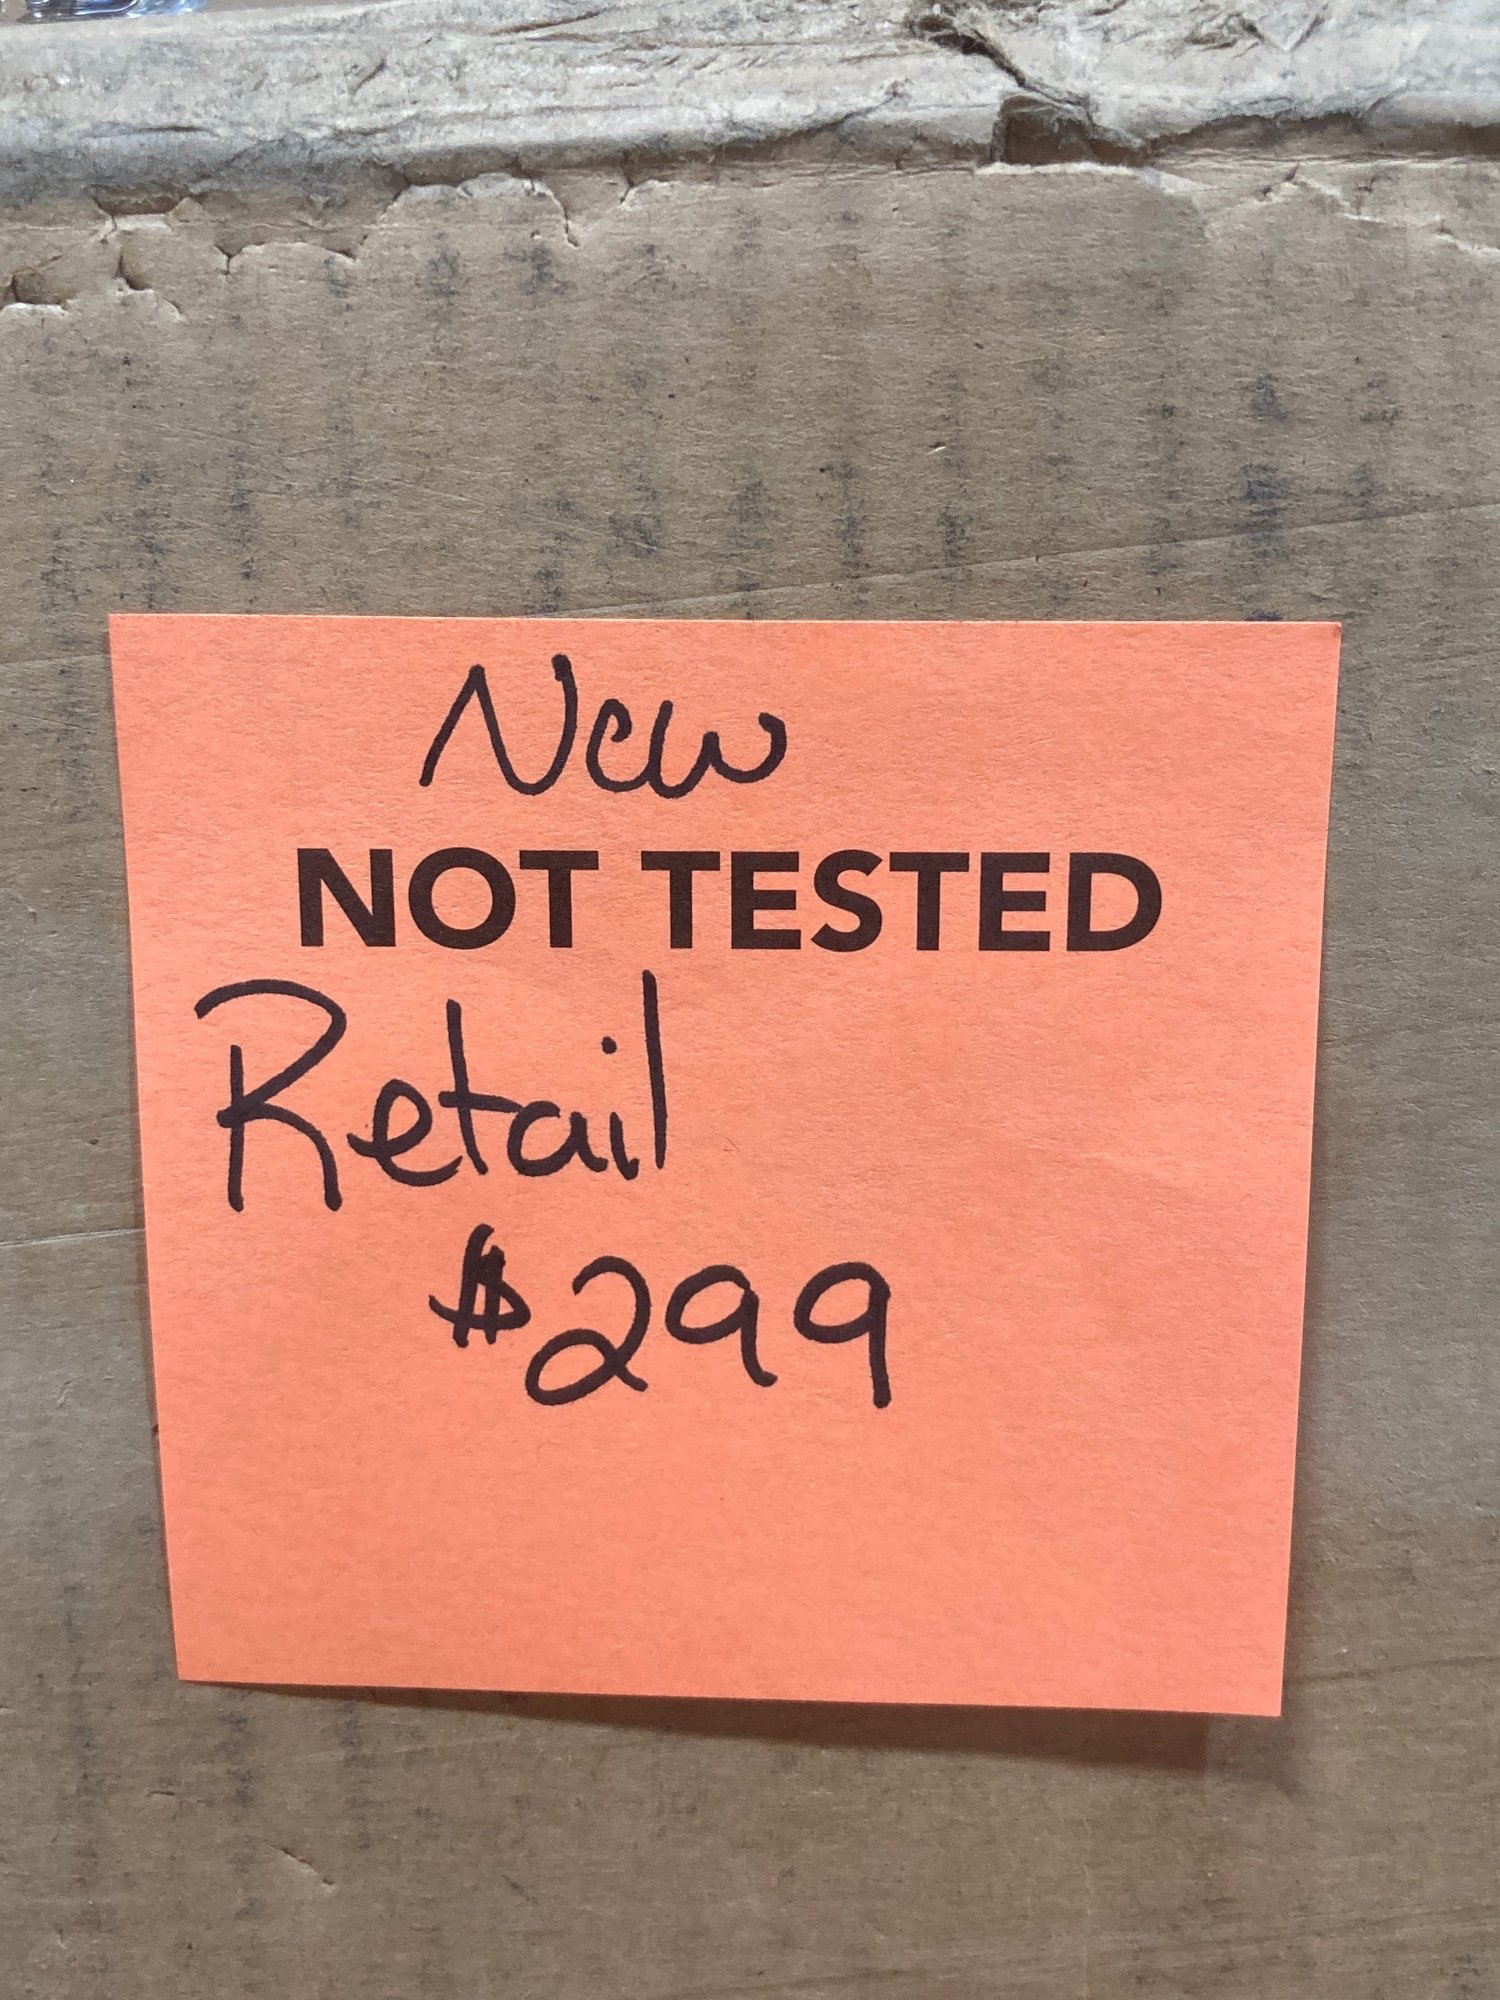 New
NOT TESTED
Retail
$299